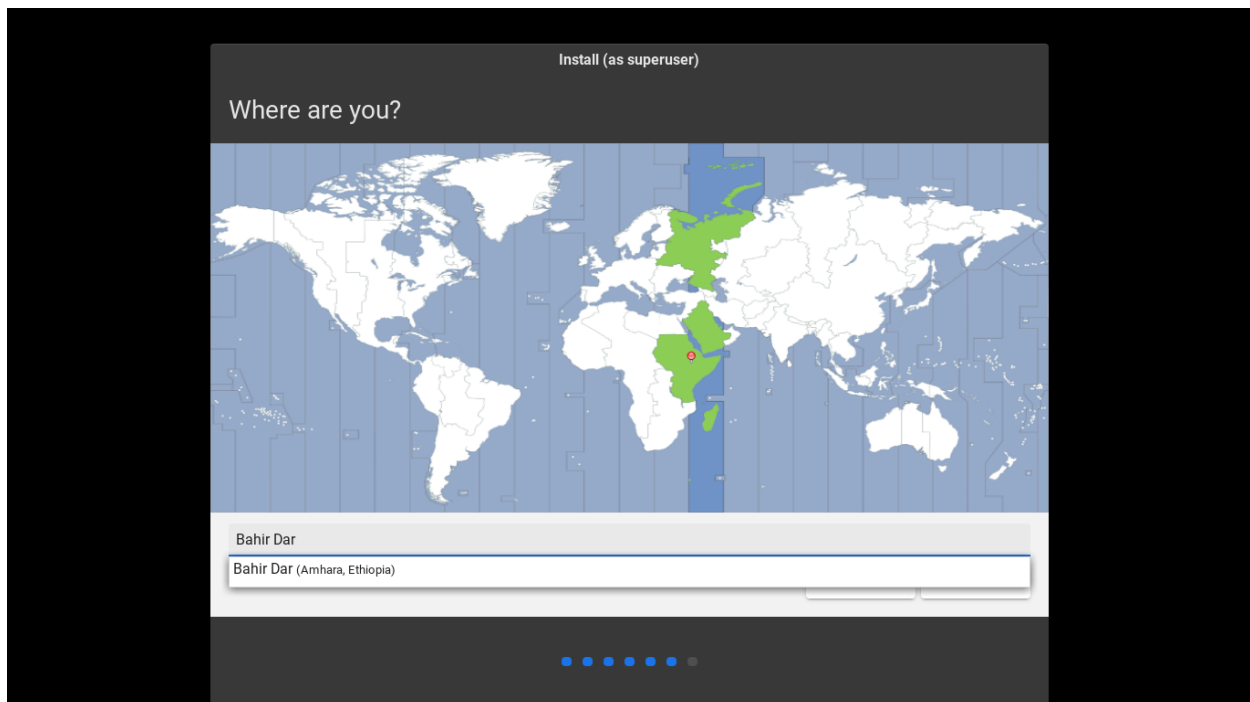 Install (as superuser)
Where are you?
Bahir Dar
Bahir Dar (Amhara, Ethiopia)